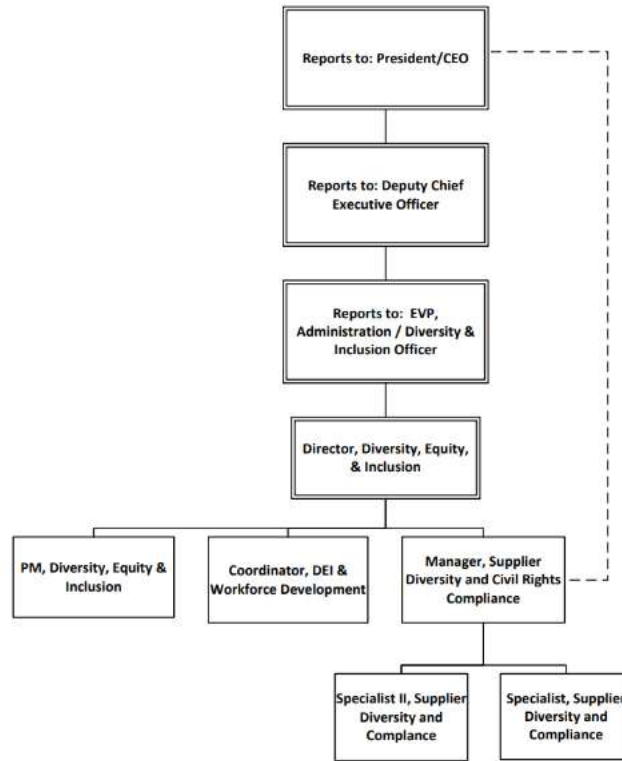 Reports to: President/CEO
Reports to: Deputy Chief
Executive Officer
Reports to:  EVP,
Administration / Diversity &
Inclusion Officer
Director, Diversity, Equity,
& Inclusion
PM, Diversity, Equity &
Inclusion
Coordinator, DEI &
Workforce Development
Manager, Supplier
Diversity and Civil Rights
Compliance
Specialist II, Supplier
Diversity and
Complance
Specialist, Supplier
Diversity and
Compliance